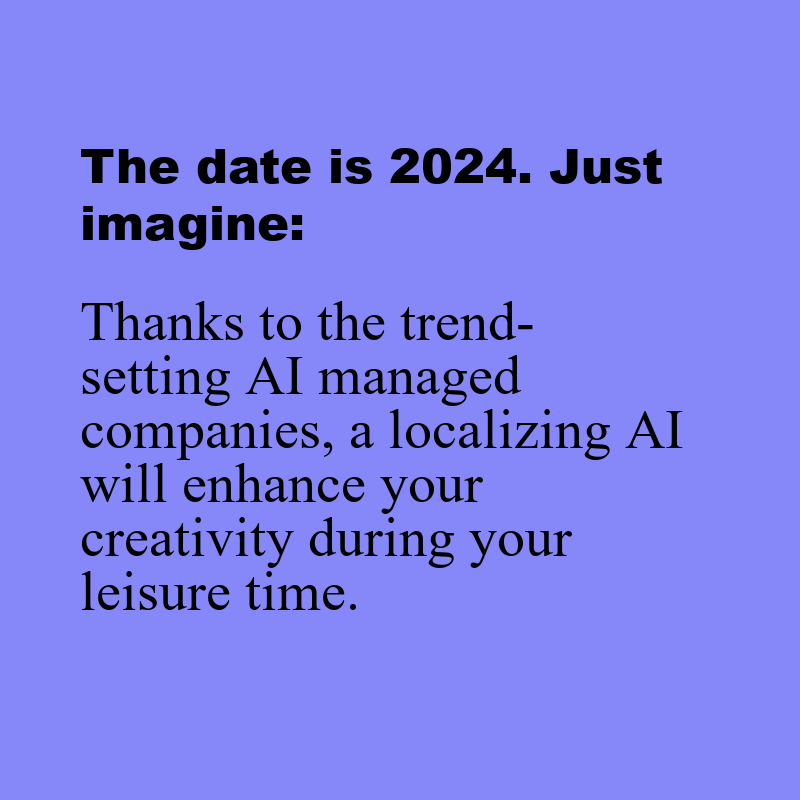 The date is 2024. Just
imagine:
Thanks to the trend-
setting AI managed
companies, a localizing AI
will enhance your
creativity during your
leisure time.